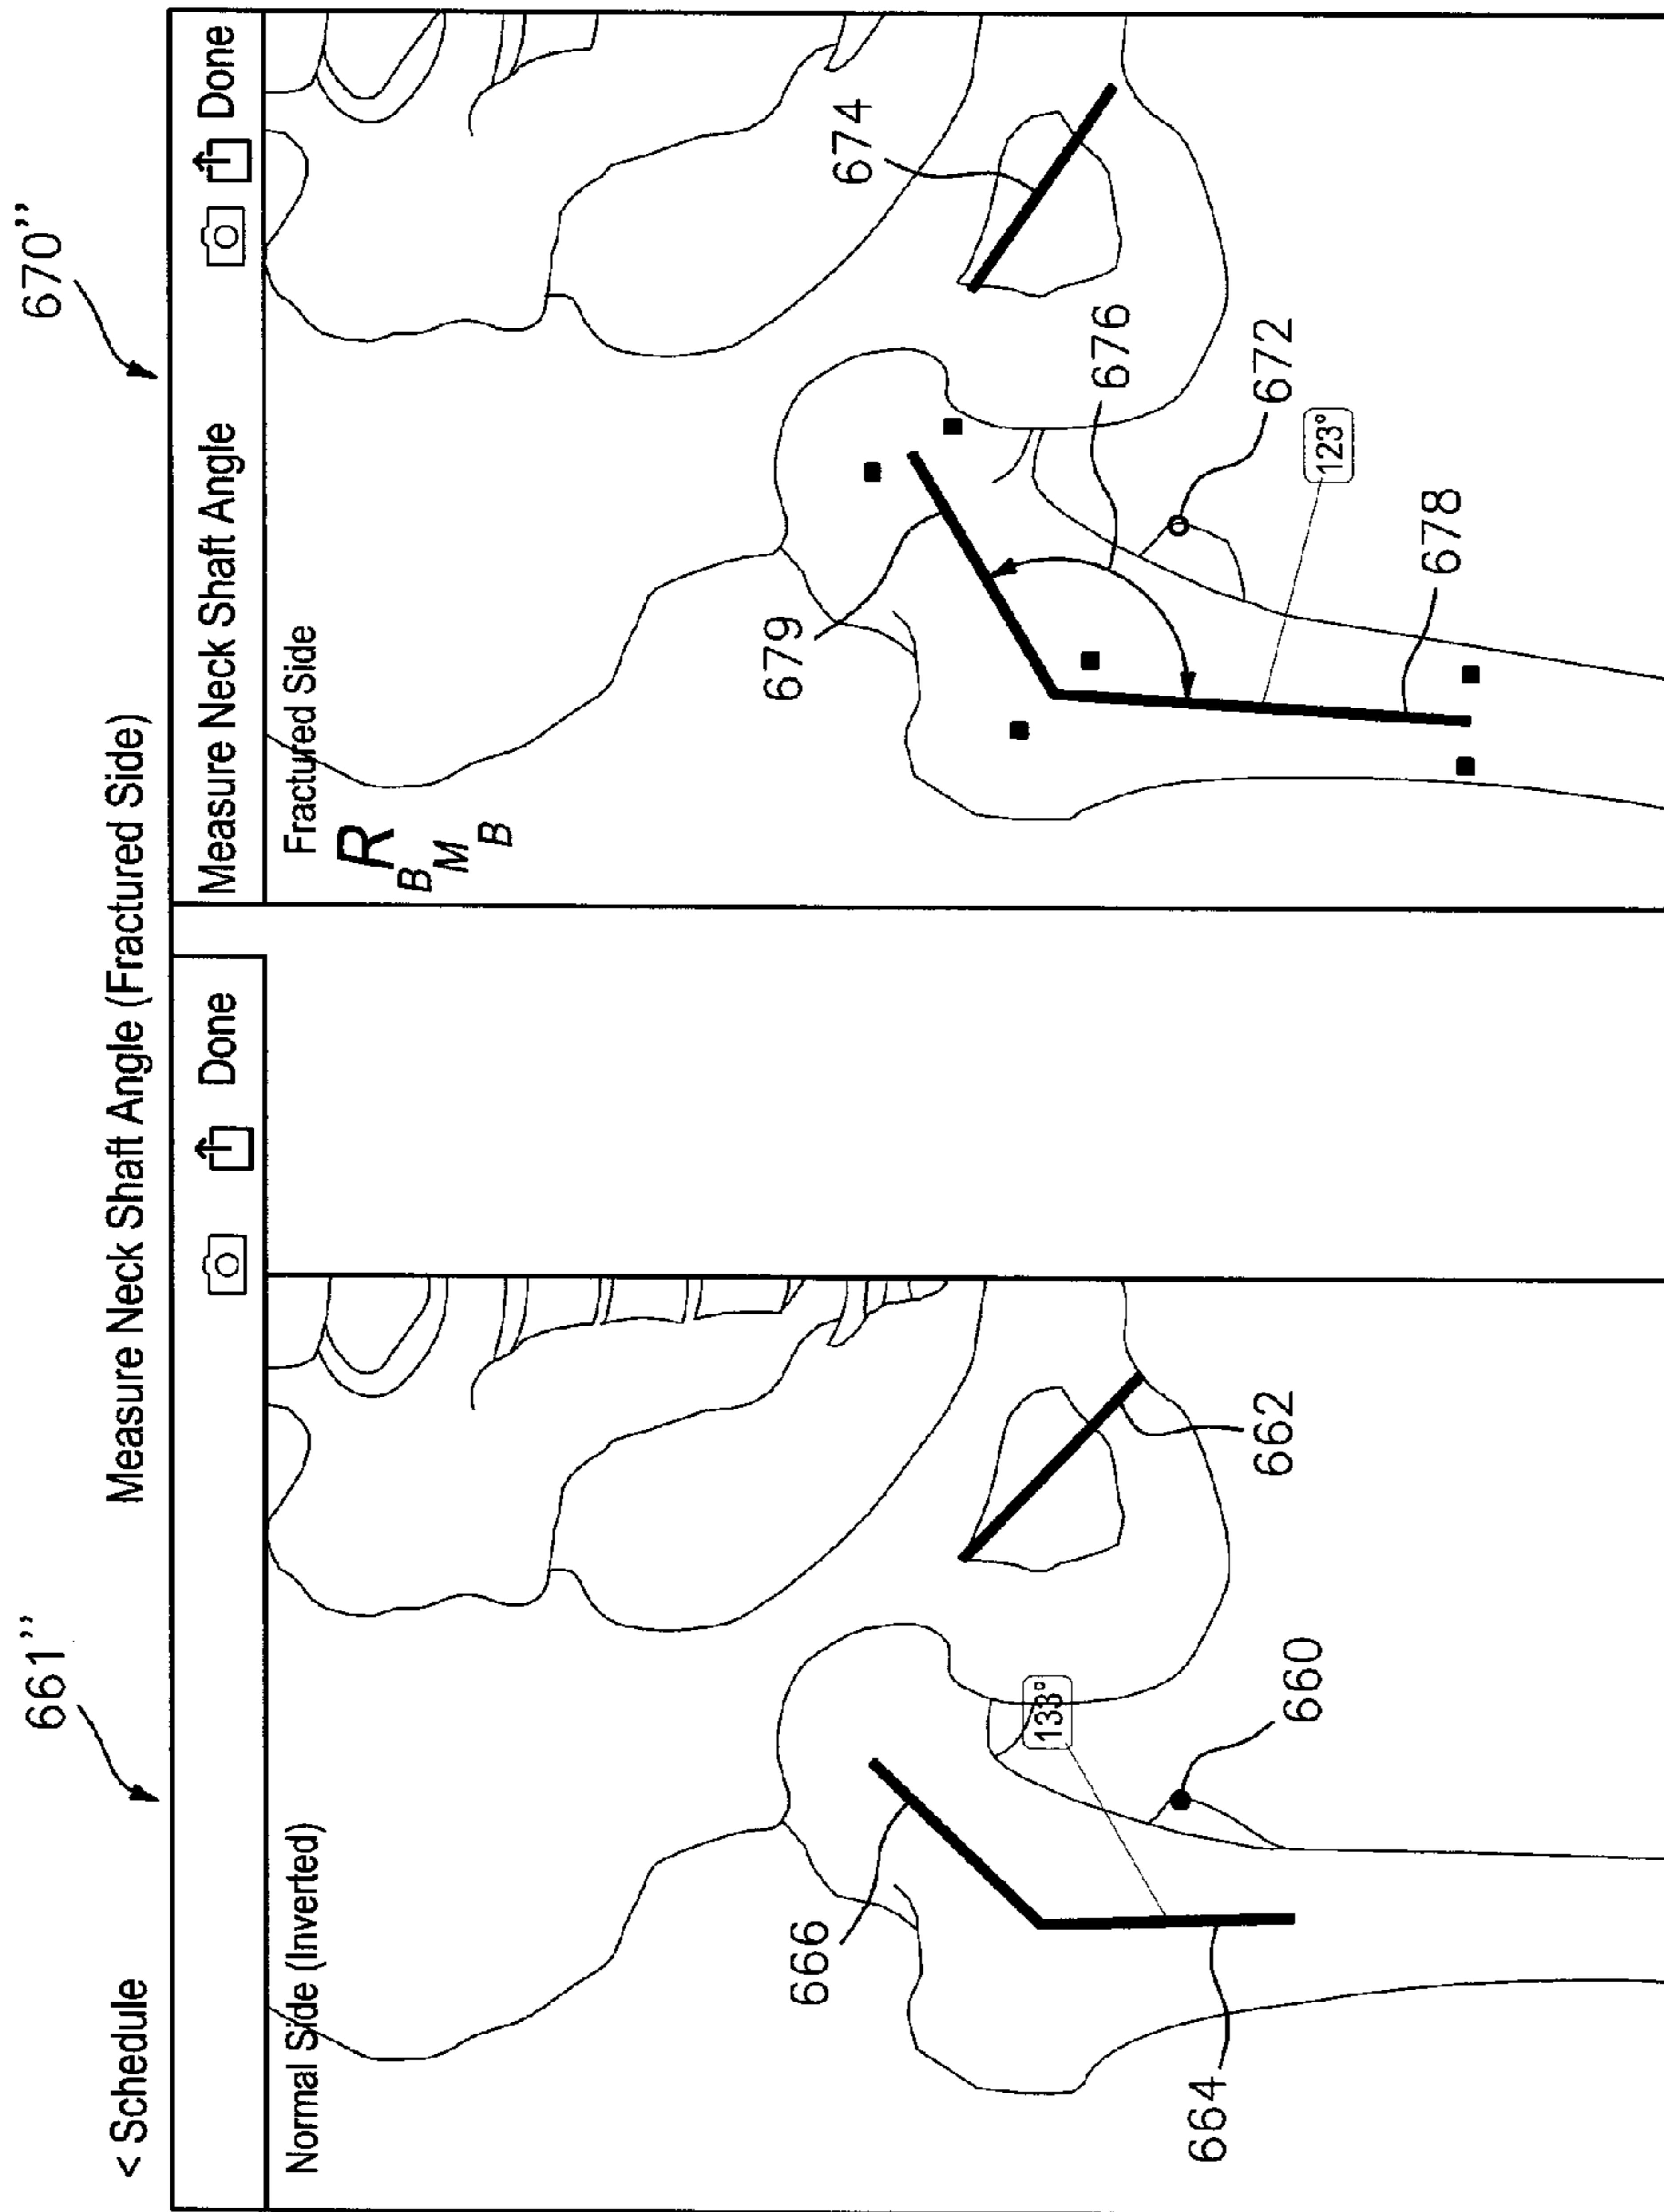 661''
670''
< Schedule
Measure Neck Shaft Angle (Fractured Side)
Done
Measure Neck Shaft Angle
Done
Normal Side (Inverted)
Fractured Side
R
B
M
B
666
664
133°
660
662
679
674
676
672
123°
678